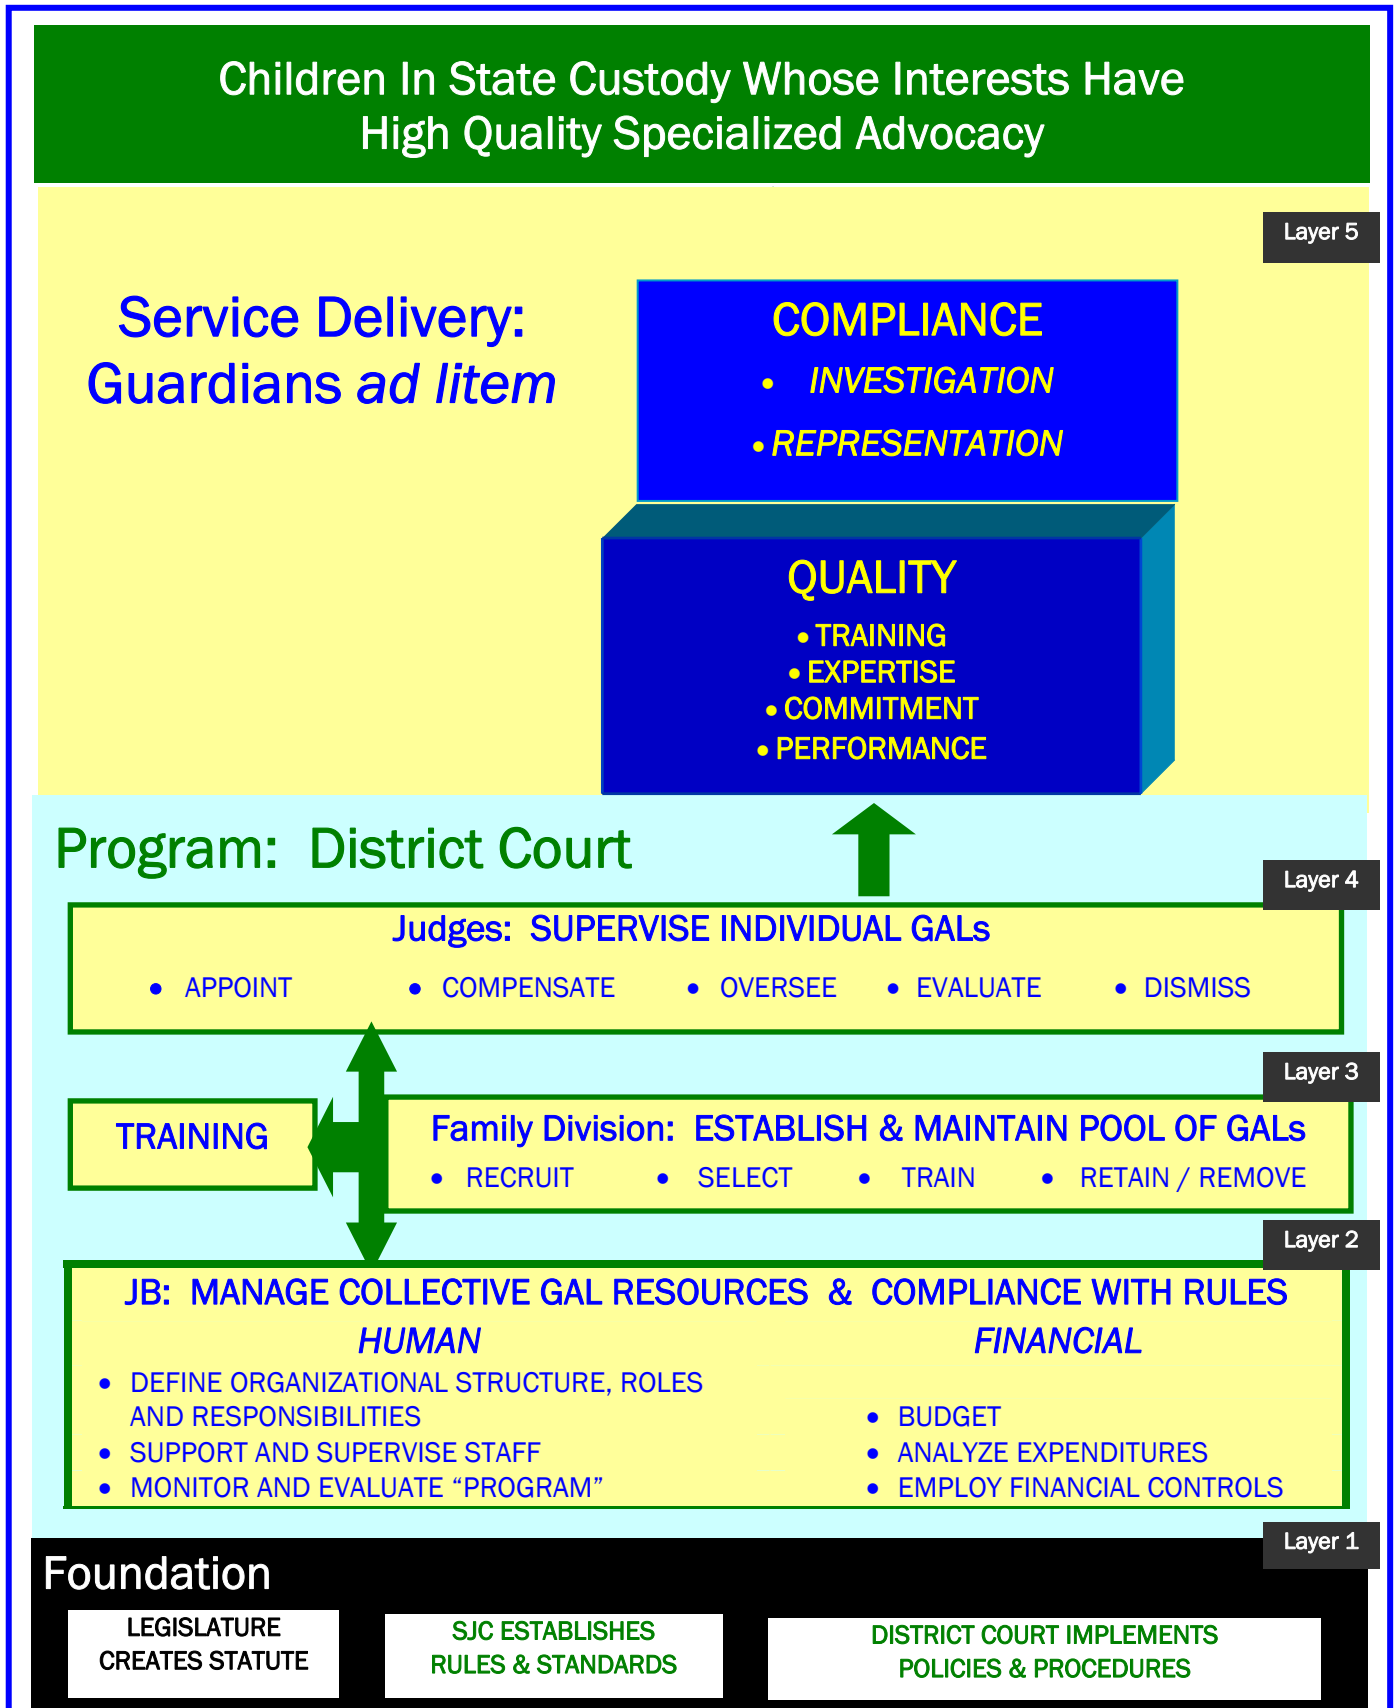 Children In State Custody Whose Interests Have
High Quality Specialized Advocacy
Layer 5
Service Delivery:
Guardians ad litem
COMPLIANCE
• INVESTIGATION
• REPRESENTATION
QUALITY
• TRAINING
• EXPERTISE
• COMMITMENT
• PERFORMANCE
Program: District Court
Layer 4
Judges: SUPERVISE INDIVIDUAL GALs
• APPOINT • COMPENSATE • OVERSEE • EVALUATE • DISMISS
Layer 3
TRAINING
Family Division: ESTABLISH & MAINTAIN POOL OF GALs
• RECRUIT • SELECT • TRAIN • RETAIN / REMOVE
Layer 2
JB: MANAGE COLLECTIVE GAL RESOURCES & COMPLIANCE WITH RULES
HUMAN
• DEFINE ORGANIZATIONAL STRUCTURE, ROLES
AND RESPONSIBILITIES
• SUPPORT AND SUPERVISE STAFF
• MONITOR AND EVALUATE “PROGRAM”
FINANCIAL
• BUDGET
• ANALYZE EXPENDITURES
• EMPLOY FINANCIAL CONTROLS
Layer 1
Foundation
LEGISLATURE
CREATES STATUTE
SJC ESTABLISHES
RULES & STANDARDS
DISTRICT COURT IMPLEMENTS
POLICIES & PROCEDURES